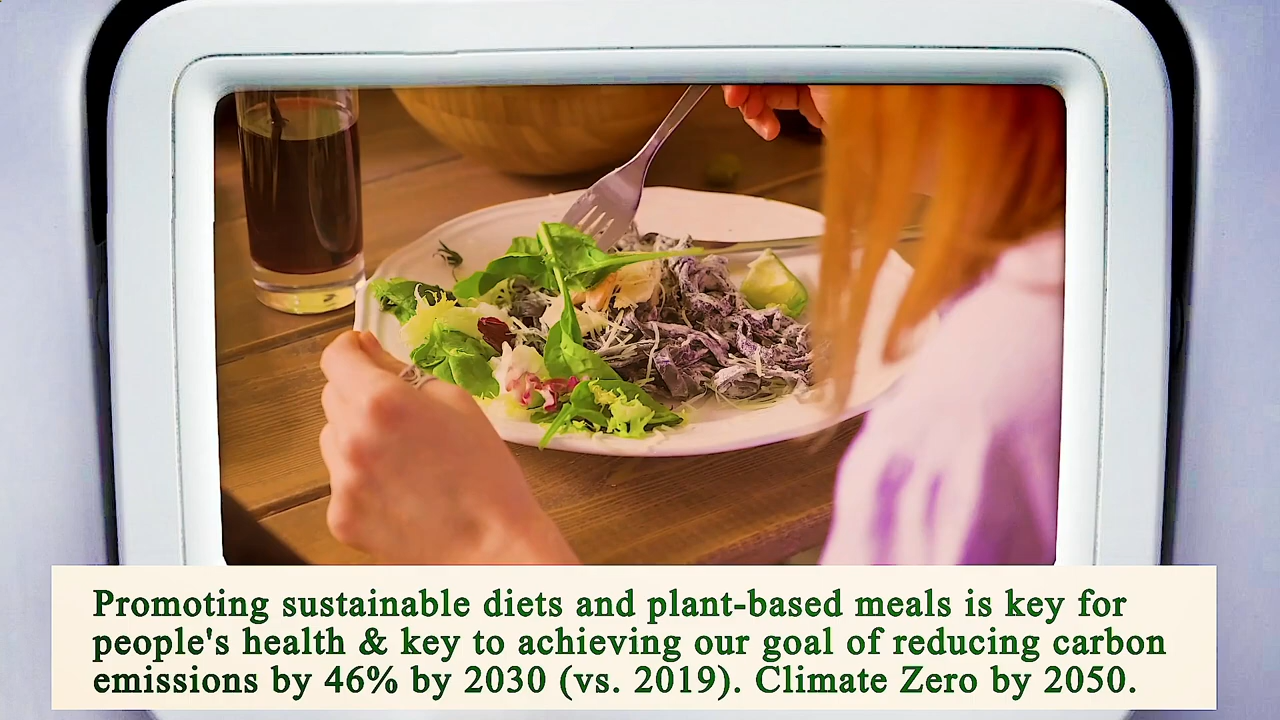 Promoting sustainable diets and plant-based meals is key for
people's health & key to achieving our goal of reducing carbon
emissions by 46% by 2030 (vs. 2019). Climate Zero by 2050.